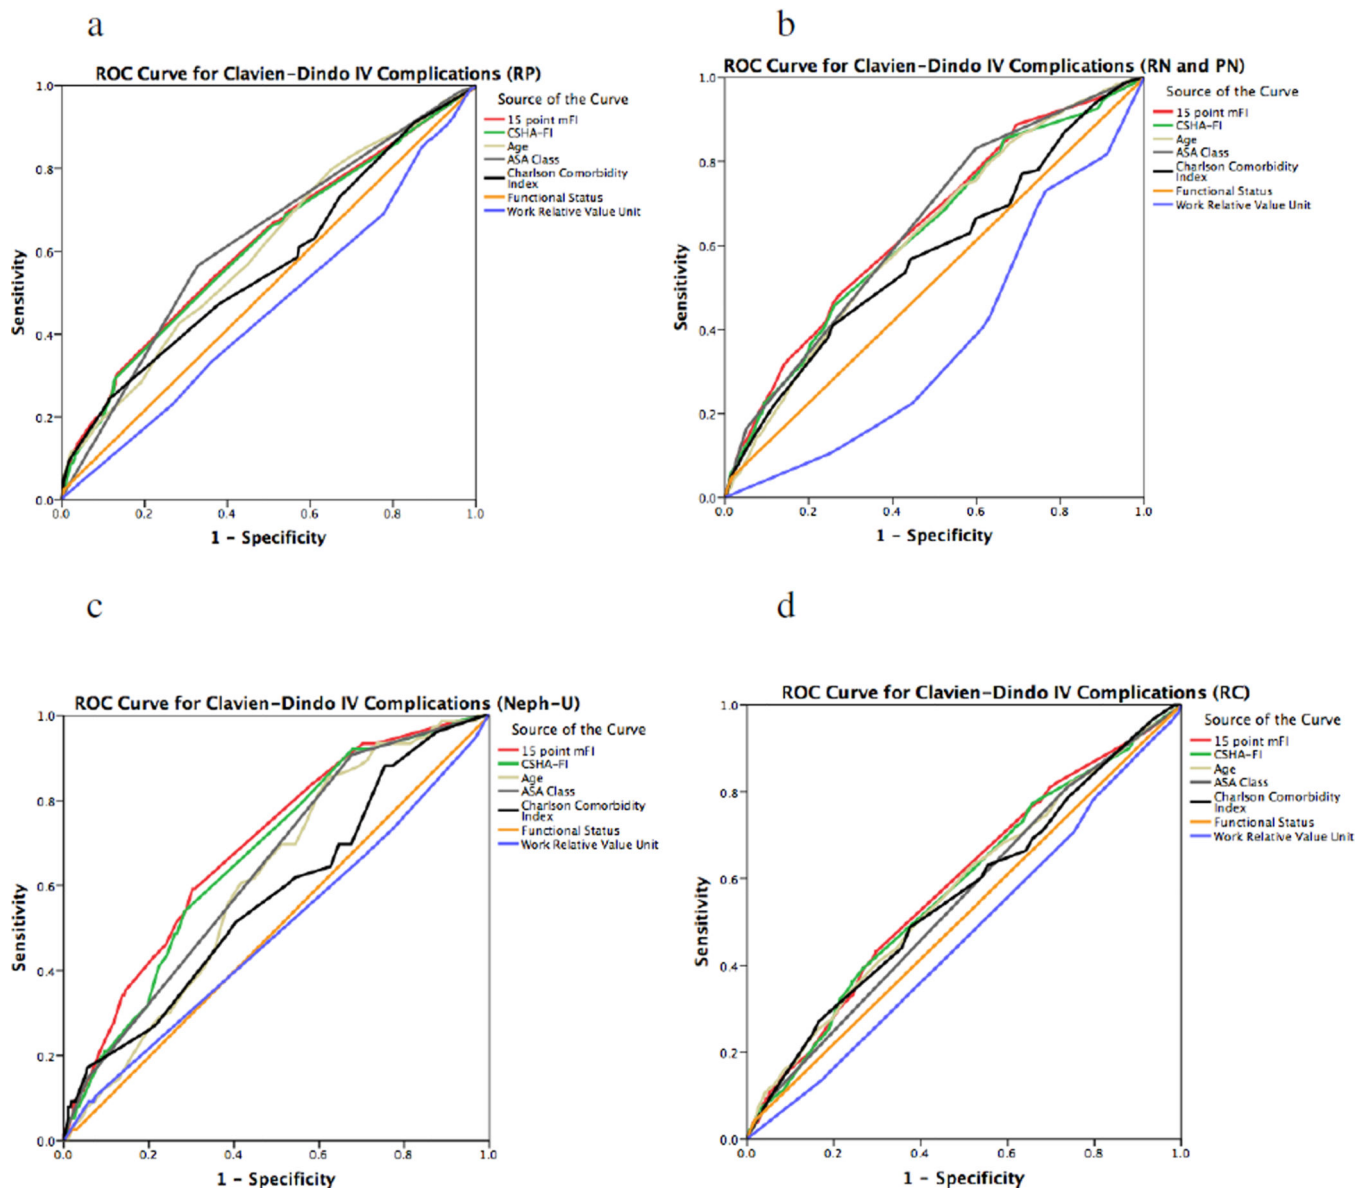 a
ROC Curve for Clavien-Dindo IV Complications (RP)
1.0
0.8
0.6
0.4
0.2
0.0
Sensitivity
0.0 0.2 0.4 0.6 0.8 1.0
1 - Specificity
Source of the Curve
15 point mFI
CSHA-FI
Age
ASA Class
Charlson Comorbidity
Index
Functional Status
Work Relative Value Unit
b
ROC Curve for Clavien-Dindo IV Complications (RN and PN)
1.0
0.8
0.6
0.4
0.2
0.0
Sensitivity
0.0 0.2 0.4 0.6 0.8 1.0
1 - Specificity
Source of the Curve
15 point mFI
CSHA-FI
Age
ASA Class
Charlson Comorbidity
Index
Functional Status
Work Relative Value Unit
c
ROC Curve for Clavien-Dindo IV Complications (Neph-U)
1.0
0.8
0.6
0.4
0.2
0.0
Sensitivity
0.0 0.2 0.4 0.6 0.8 1.0
1 - Specificity
Source of the Curve
15 point mFI
CSHA-FI
Age
ASA Class
Charlson Comorbidity
Index
Functional Status
Work Relative Value Unit
d
ROC Curve for Clavien-Dindo IV Complications (RC)
1.0
0.8
0.6
0.4
0.2
0.0
Sensitivity
0.0 0.2 0.4 0.6 0.8 1.0
1 - Specificity
Source of the Curve
15 point mFI
CSHA-FI
Age
ASA Class
Charlson Comorbidity
Index
Functional Status
Work Relative Value Unit